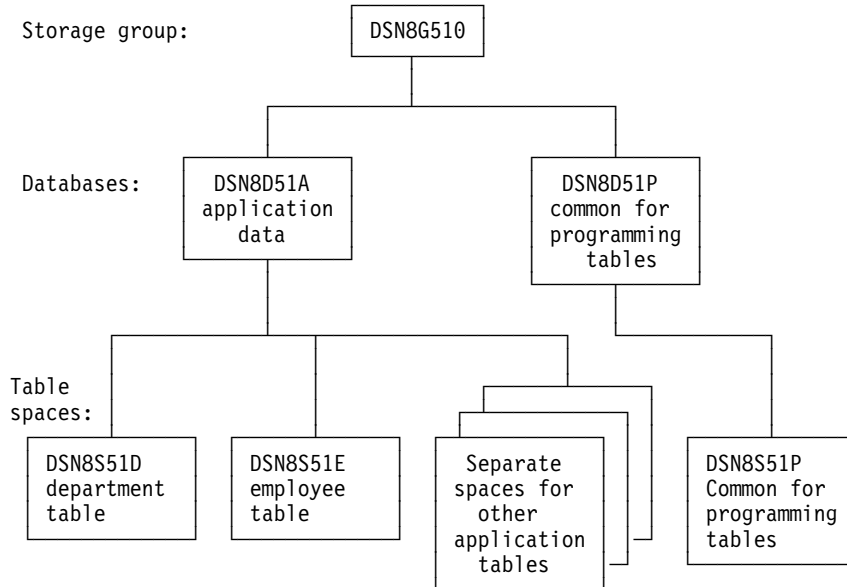 Storage group:
DSN8G510
Databases:
DSN8D51A
application
data
DSN8D51P
common for
programming
tables
Table
spaces:
DSN8S51D
department
table
DSN8S51E
employee
table
Separate
spaces for
other
application
tables
DSN8S51P
Common for
programming
tables